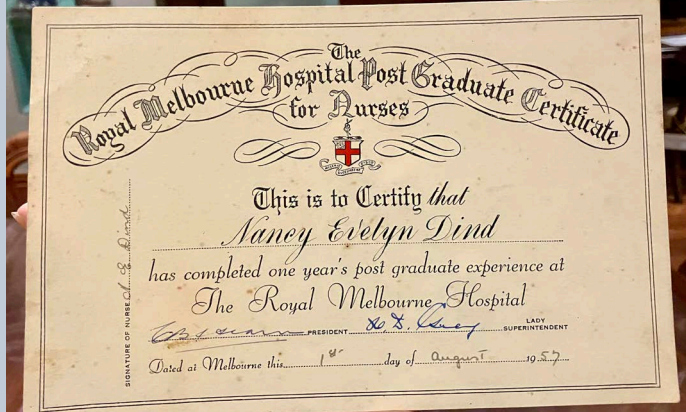 The
Royal Melbourne Hospital Post Graduate Certificate
for Nurses
This is to Certify that
Nancy Evelyn Dind
has completed one year's post graduate experience at
The Royal Melbourne Hospital
PRESIDENT LADY SUPERINTENDENT
Dated at Melbourne this 1st day of August 1957
SIGNATURE OF NURSE N. E. Dind